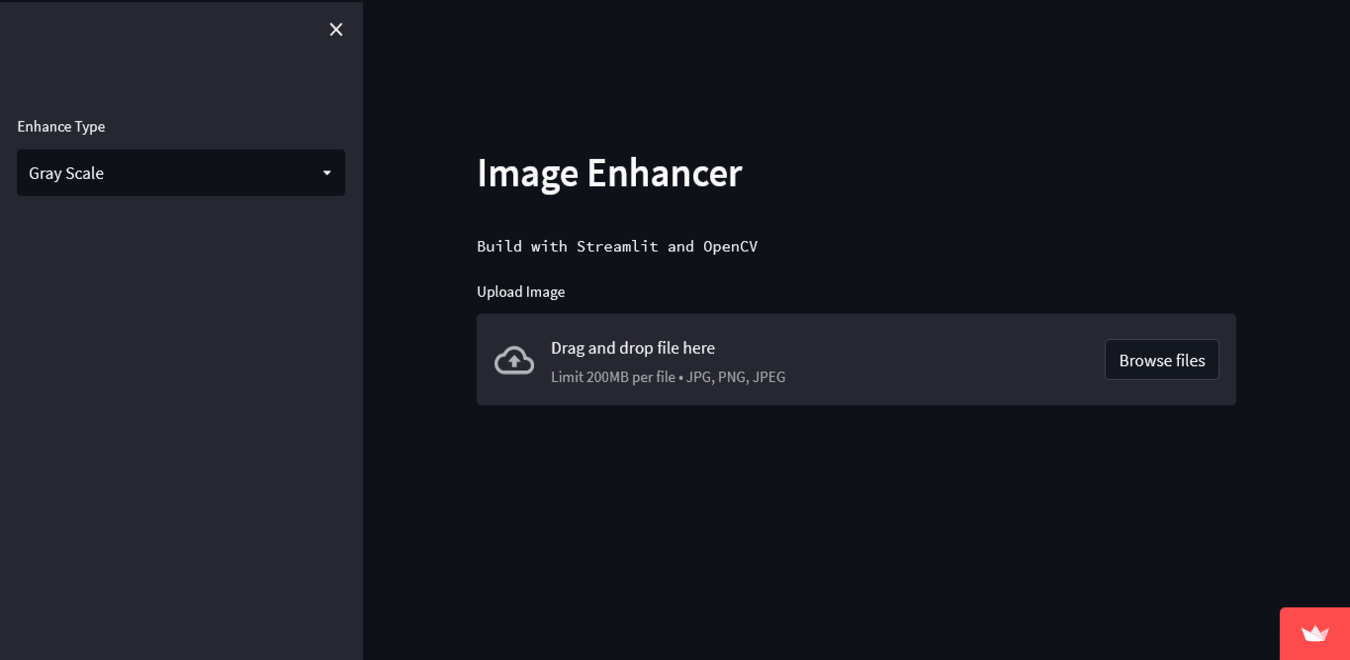 Enhance Type
Gray Scale
Image Enhancer
Build with Streamlit and OpenCV
Upload Image
Drag and drop file here
Limit 200MB per file • JPG, PNG, JPEG
Browse files